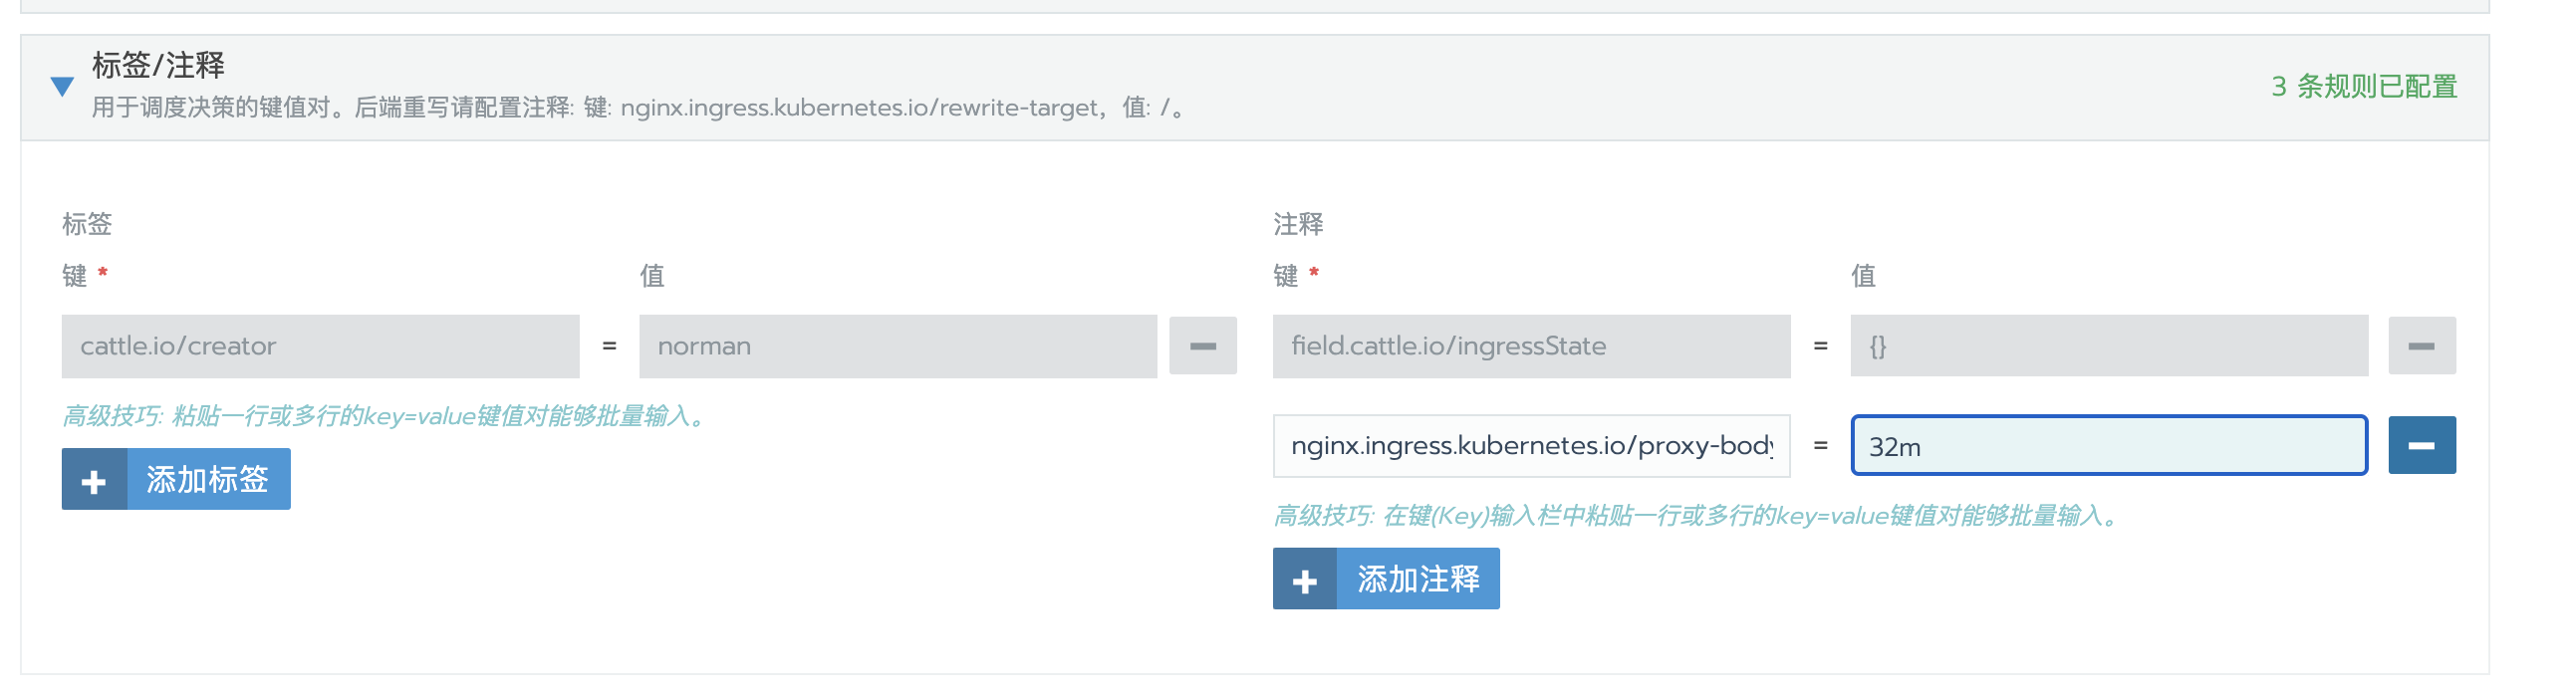 标签/注释
用于调度决策的键值对。后端重写请配置注释: 键: nginx.ingress.kubernetes.io/rewrite-target，值: /。
3 条规则已配置
标签
键 *
值
cattle.io/creator = norman
高级技巧: 粘贴一行或多行的key=value键值对能够批量输入。
添加标签
注释
键 *
值
field.cattle.io/ingressState = {}
nginx.ingress.kubernetes.io/proxy-body = 32m
高级技巧: 在键(Key)输入栏中粘贴一行或多行的key=value键值对能够批量输入。
添加注释